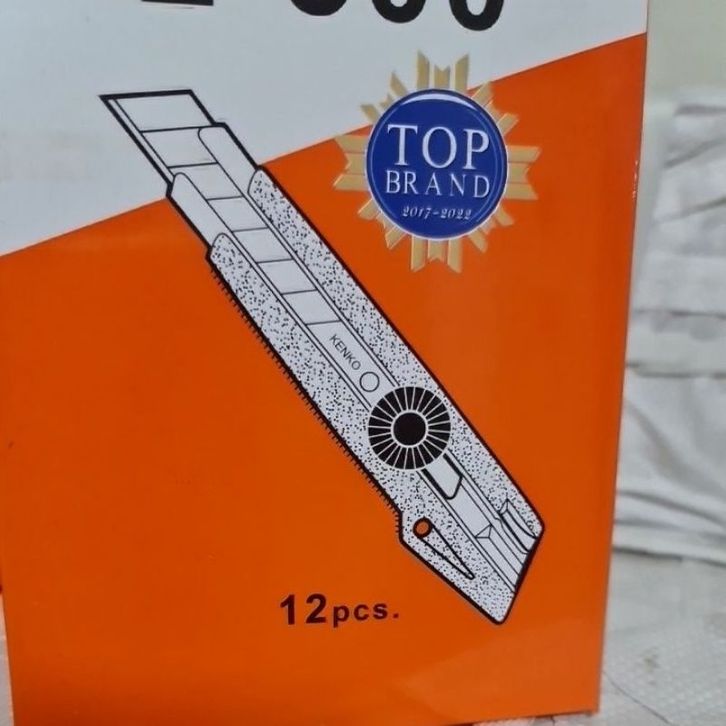 TOP
BRAND
2017-2022
KENKO
12pcs.